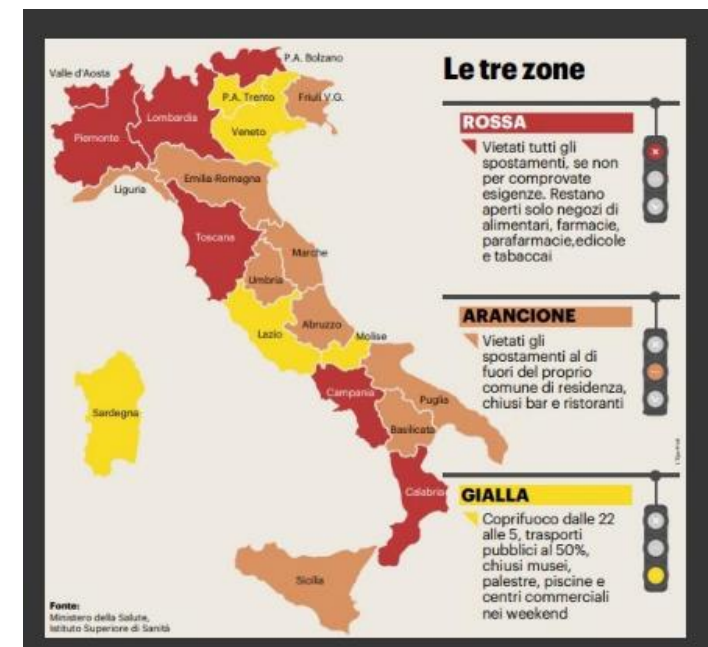 Le tre zone
P.A. Bolzano
Valle d'Aosta
P.A. Trento
Friuli V.G.
Lombardia
Piemonte
Veneto
Emilia-Romagna
Liguria
Toscana
Marche
Umbria
Abruzzo
Lazio
Molise
Campania
Puglia
Basilicata
Sardegna
Calabria
Sicilia
ROSSA
Vietati tutti gli
spostamenti, se non
per comprovate
esigenze. Restano
aperti solo negozi di
alimentari, farmacie,
parafarmacie,edicole
e tabaccai
ARANCIONE
Vietati gli
spostamenti al di
fuori del proprio
comune di residenza,
chiusi bar e ristoranti
GIALLA
Coprifuoco dalle 22
alle 5, trasporti
pubblici al 50%,
chiusi musei,
palestre, piscine e
centri commerciali
nei weekend
Fonte:
Ministero della Salute,
Istituto Superiore di Sanità